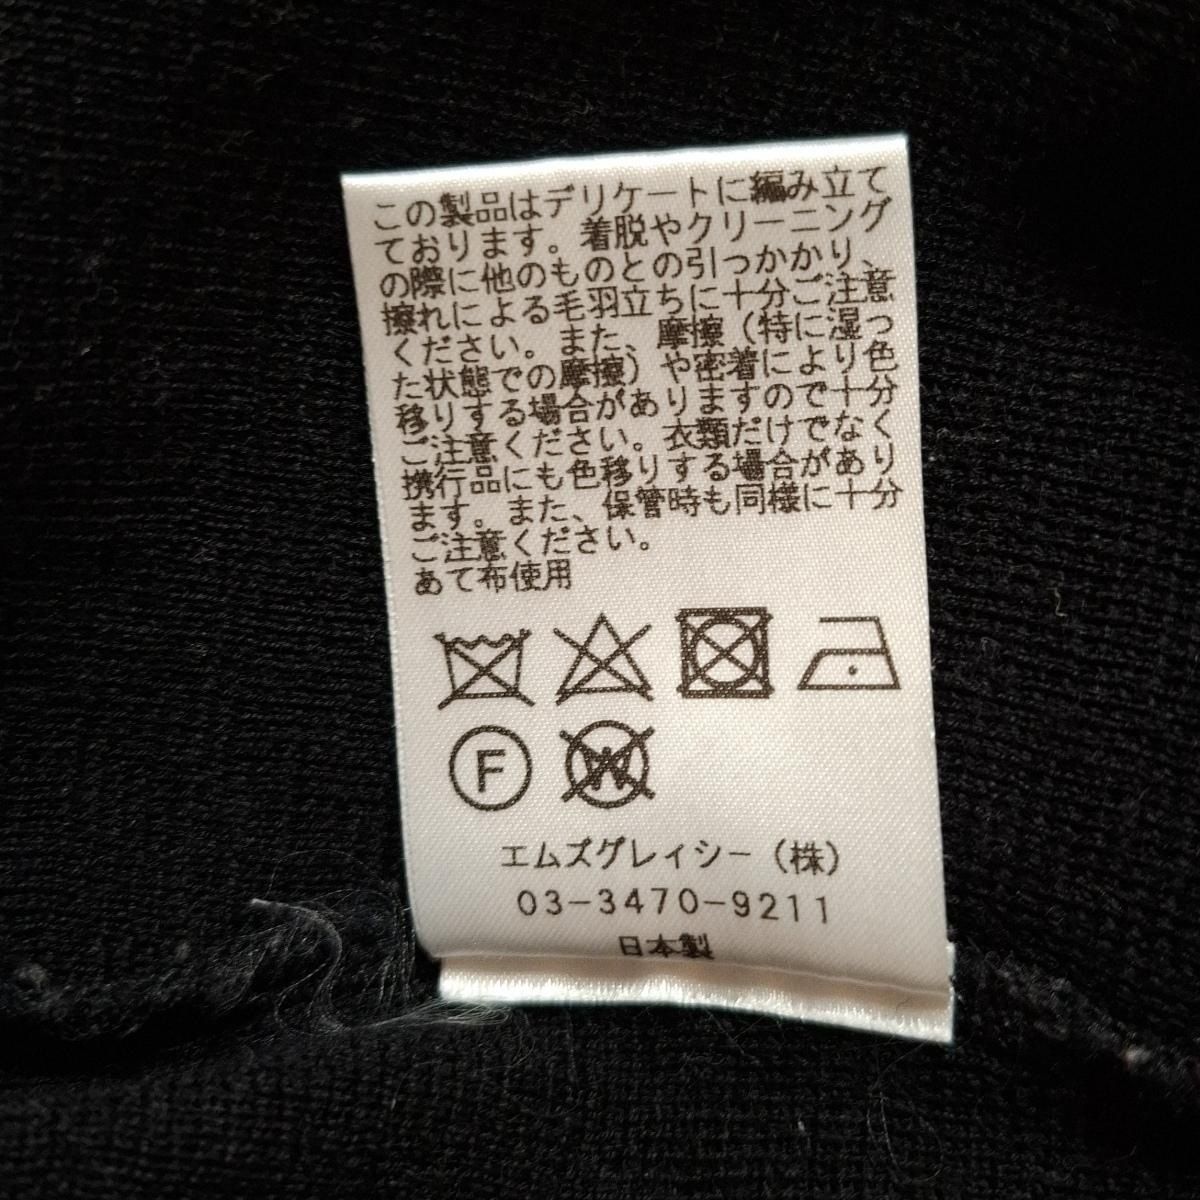 この製品はデリケートに編み立て
ております。着脱やクリーニング
の際に他のものとの引っかかり、
擦れによる毛羽立ちに十分ご注意
ください。また、摩擦（特に湿っ
た状態での摩擦）や密着により色
移りする場合がありますので十分
ご注意ください。衣類だけでなく
携行品にも色移りする場合があり
ます。また、保管時も同様に十分
ご注意ください。
あて布使用
F W
エムズグレイシー（株）
03-3470-9211
日本製